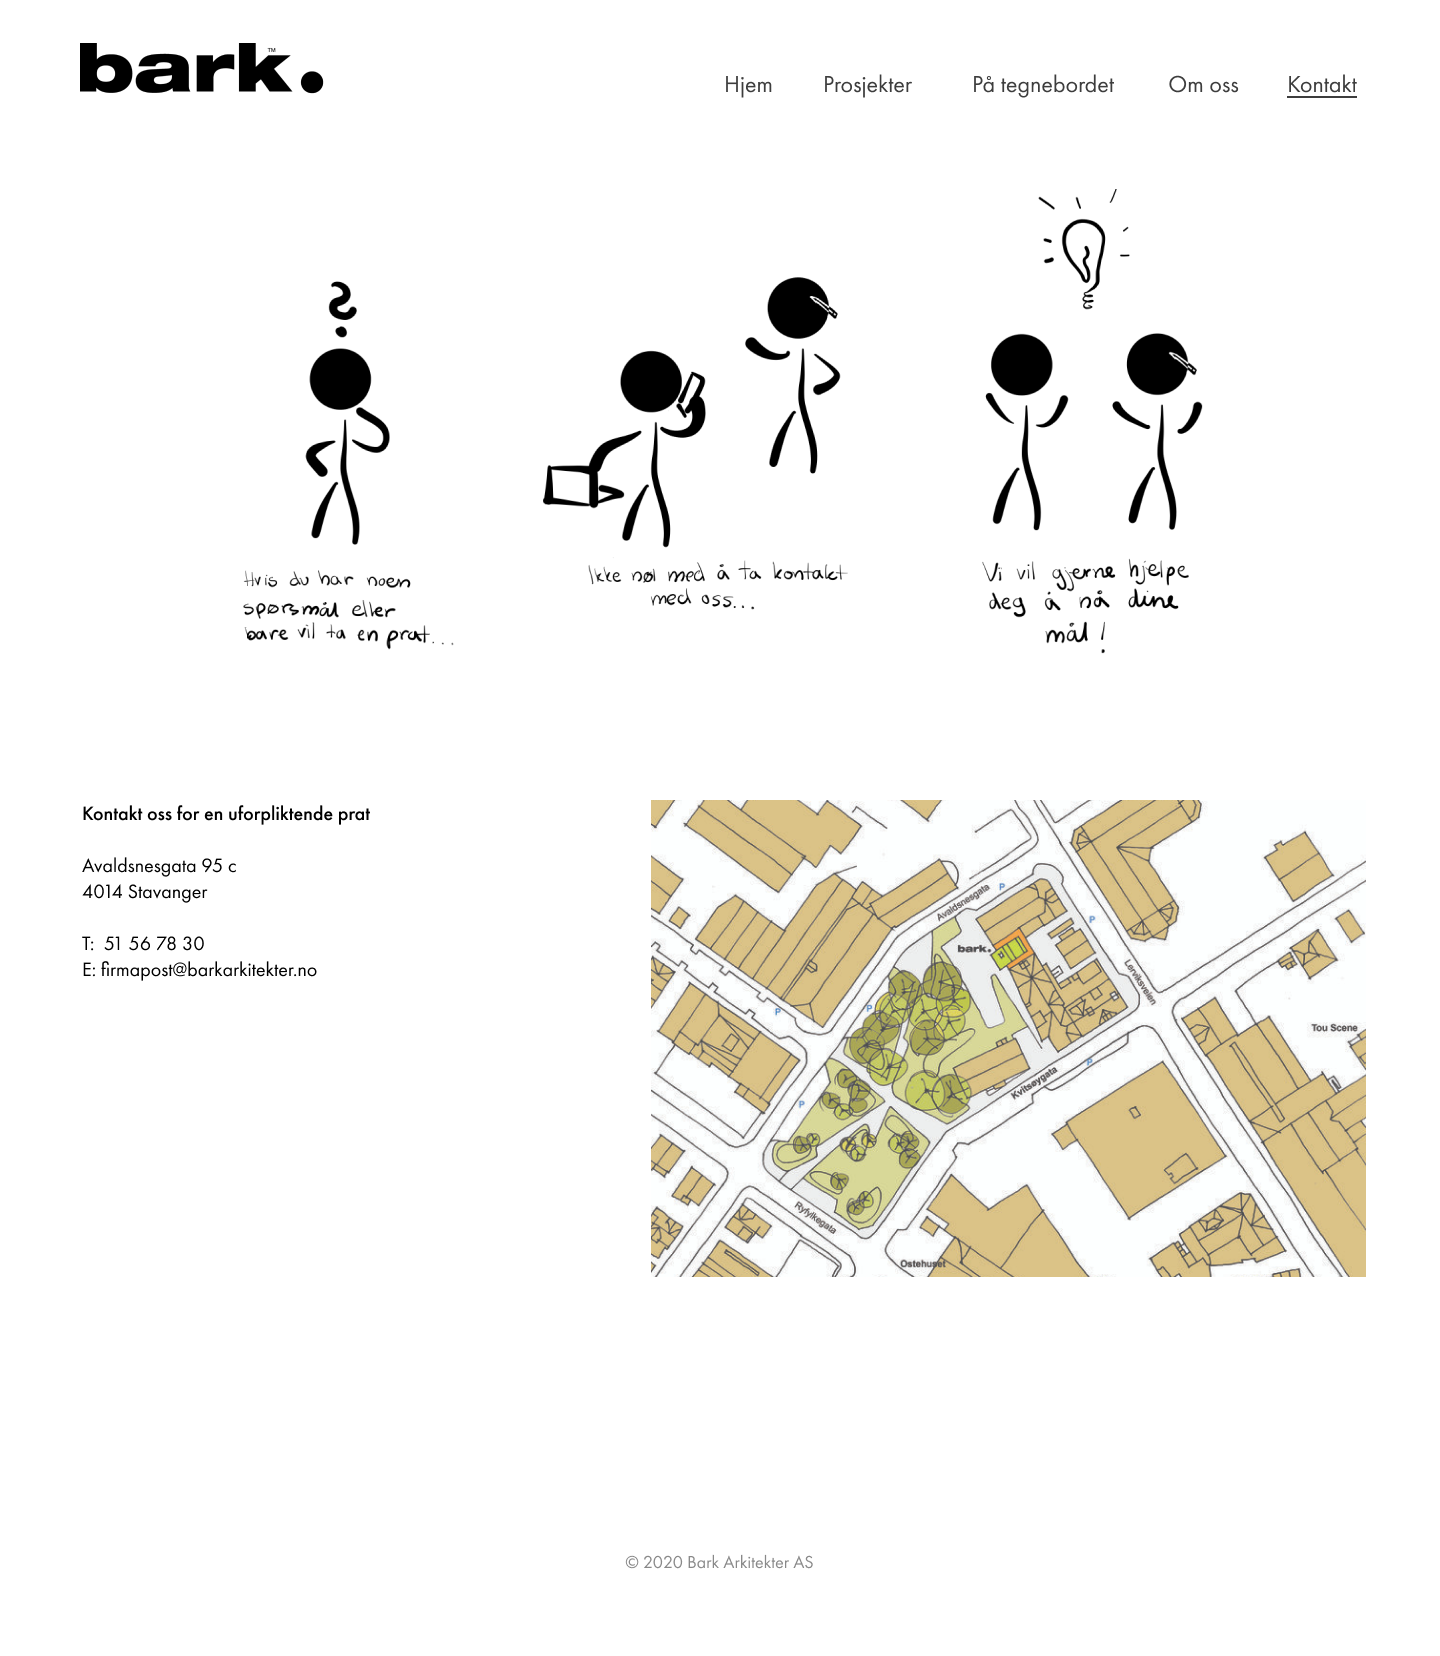 bark.™
Hjem
Prosjekter
På tegnebordet
Om oss
Kontakt
?
Hvis du har noen
spørsmål eller
bare vil ta en prat...
Ikke nøl med å ta kontakt
med oss...
Vi vil gjerne hjelpe
deg å nå dine
mål!
Kontakt oss for en uforpliktende prat
Avaldsnesgata 95 c
4014 Stavanger
T: 51 56 78 30
E: firmapost@barkarkitekter.no
Avaldsnesgata
P
P
bark.
Lerviksveien
P
P
Tou Scene
P
Kvitsøygata
P
Ryfylkegata
Ostehuset
© 2020 Bark Arkitekter AS